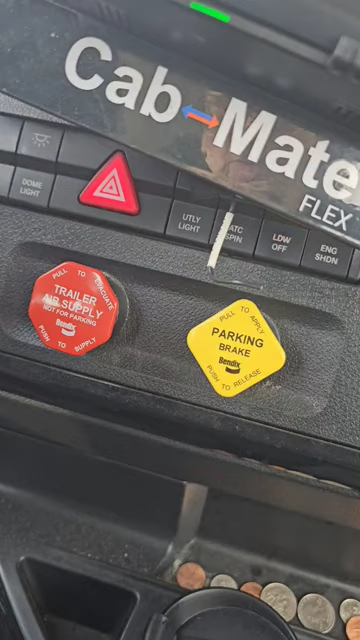 Cab Mate
FLEX
DOME
LIGHT
UTLY
LIGHT
ATC
SPIN
LDW
OFF
ENG
SHDN
PULL TO EVACUATE
TRAILER
AIR SUPPLY
NOT FOR PARKING
Bendix
PUSH TO SUPPLY
PULL TO APPLY
PARKING
BRAKE
Bendix
PUSH TO RELEASE